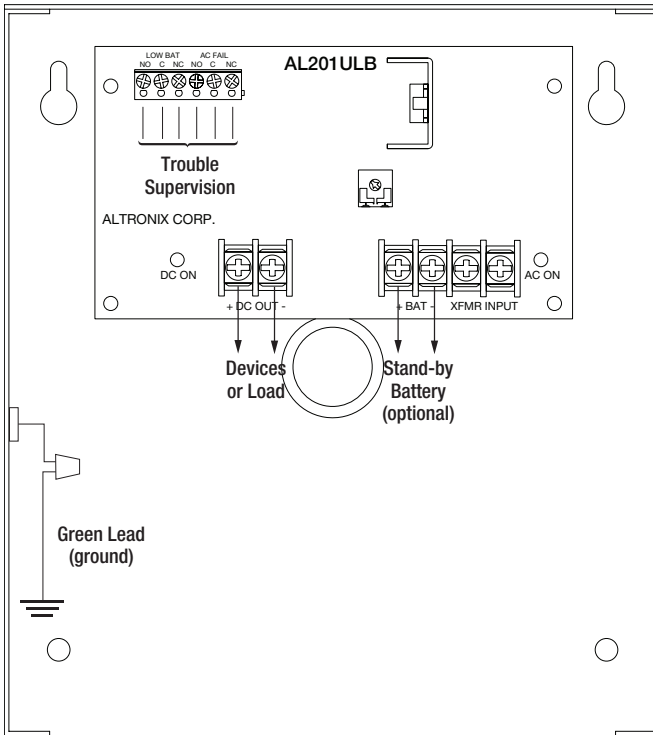 LOW BAT AC FAIL
NO C NC NO C NC
AL201ULB
Trouble
Supervision
ALTRONIX CORP.
DC ON
AC ON
+ DC OUT -
+ BAT -
XFMR INPUT
Devices
or Load
Stand-by
Battery
(optional)
Green Lead
(ground)